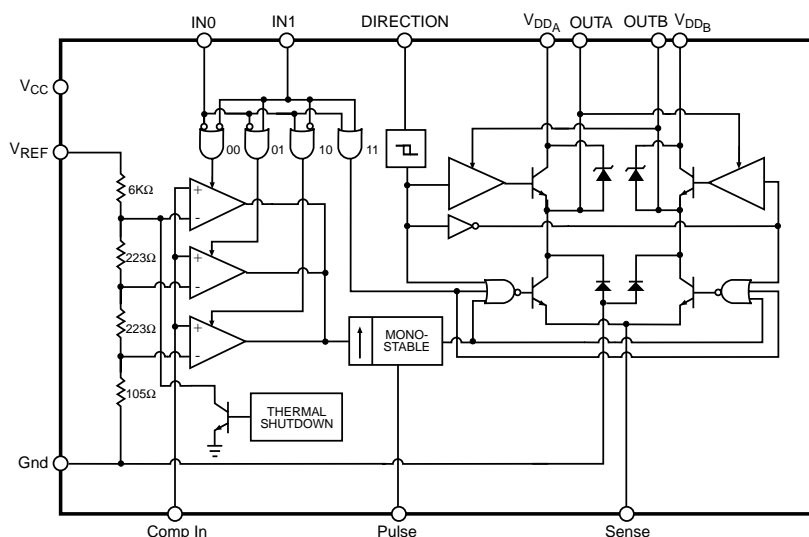 IN0
IN1
DIRECTION
VDDA
OUTA
OUTB
VDDB
VCC
VREF
00
01
10
11
6KΩ
+
-
223Ω
+
-
223Ω
+
-
MONO-
STABLE
105Ω
THERMAL
SHUTDOWN
Gnd
Comp In
Pulse
Sense